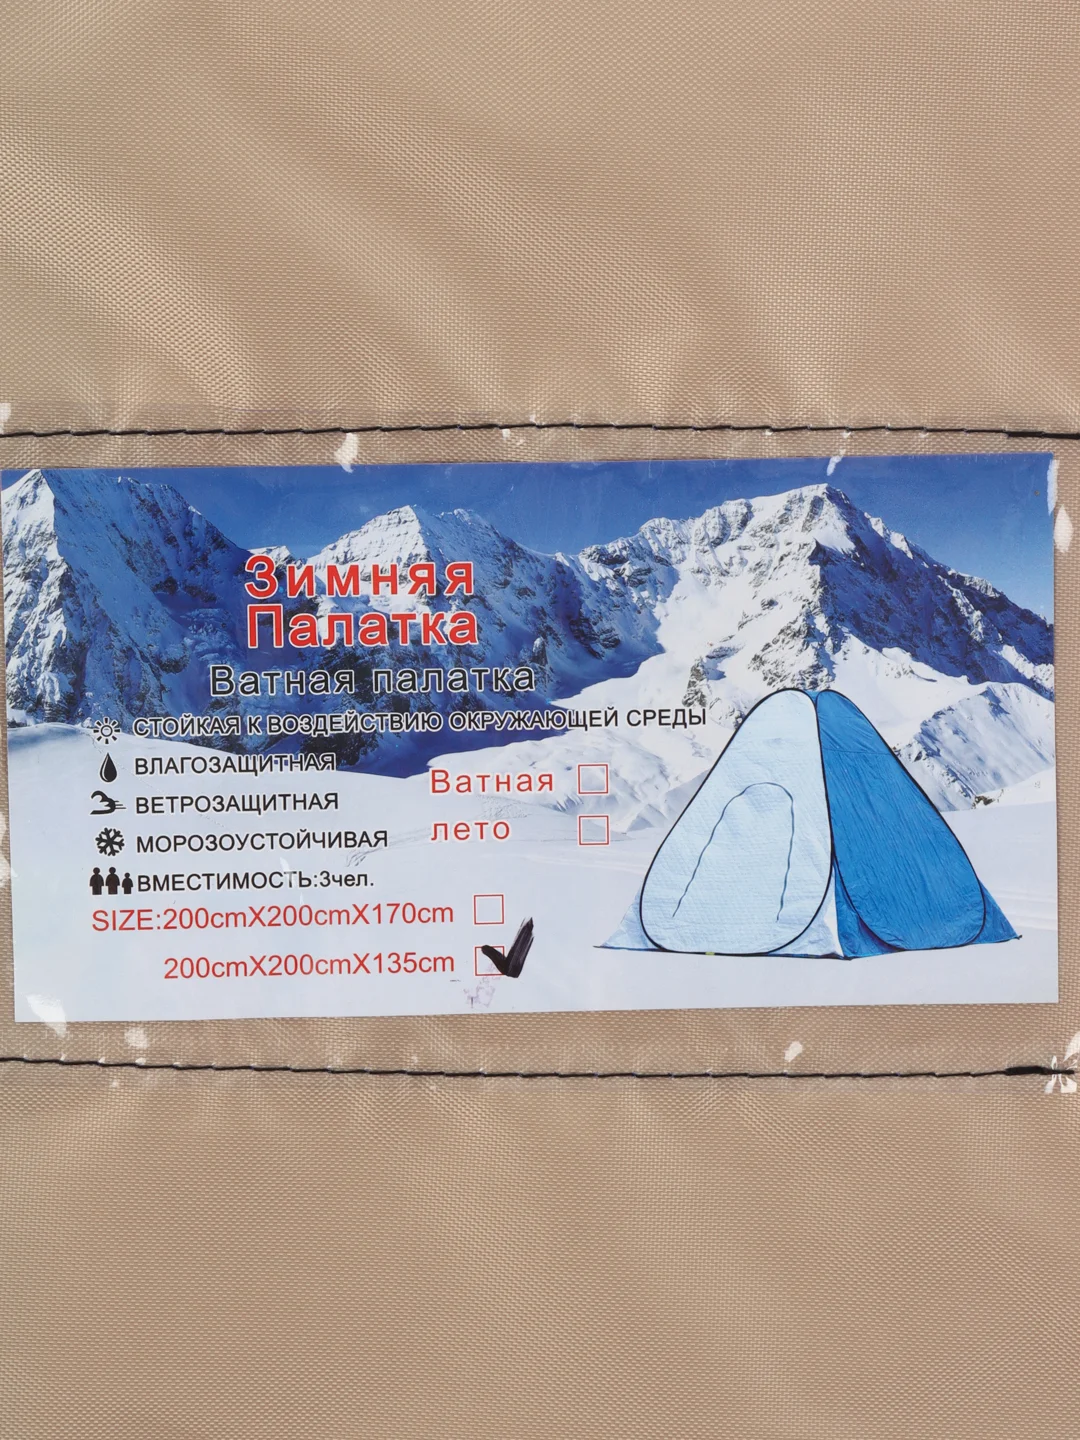 Зимняя
Палатка
Ватная палатка
СТОЙКАЯ К ВОЗДЕЙСТВИЮ ОКРУЖАЮЩЕЙ СРЕДЫ
ВЛАГОЗАЩИТНАЯ
ВЕТРОЗАЩИТНАЯ
МОРОЗОУСТОЙЧИВАЯ
ВМЕСТИМОСТЬ:3чел.
Ватная
лето
SIZE:200cmX200cmX170cm
200cmX200cmX135cm